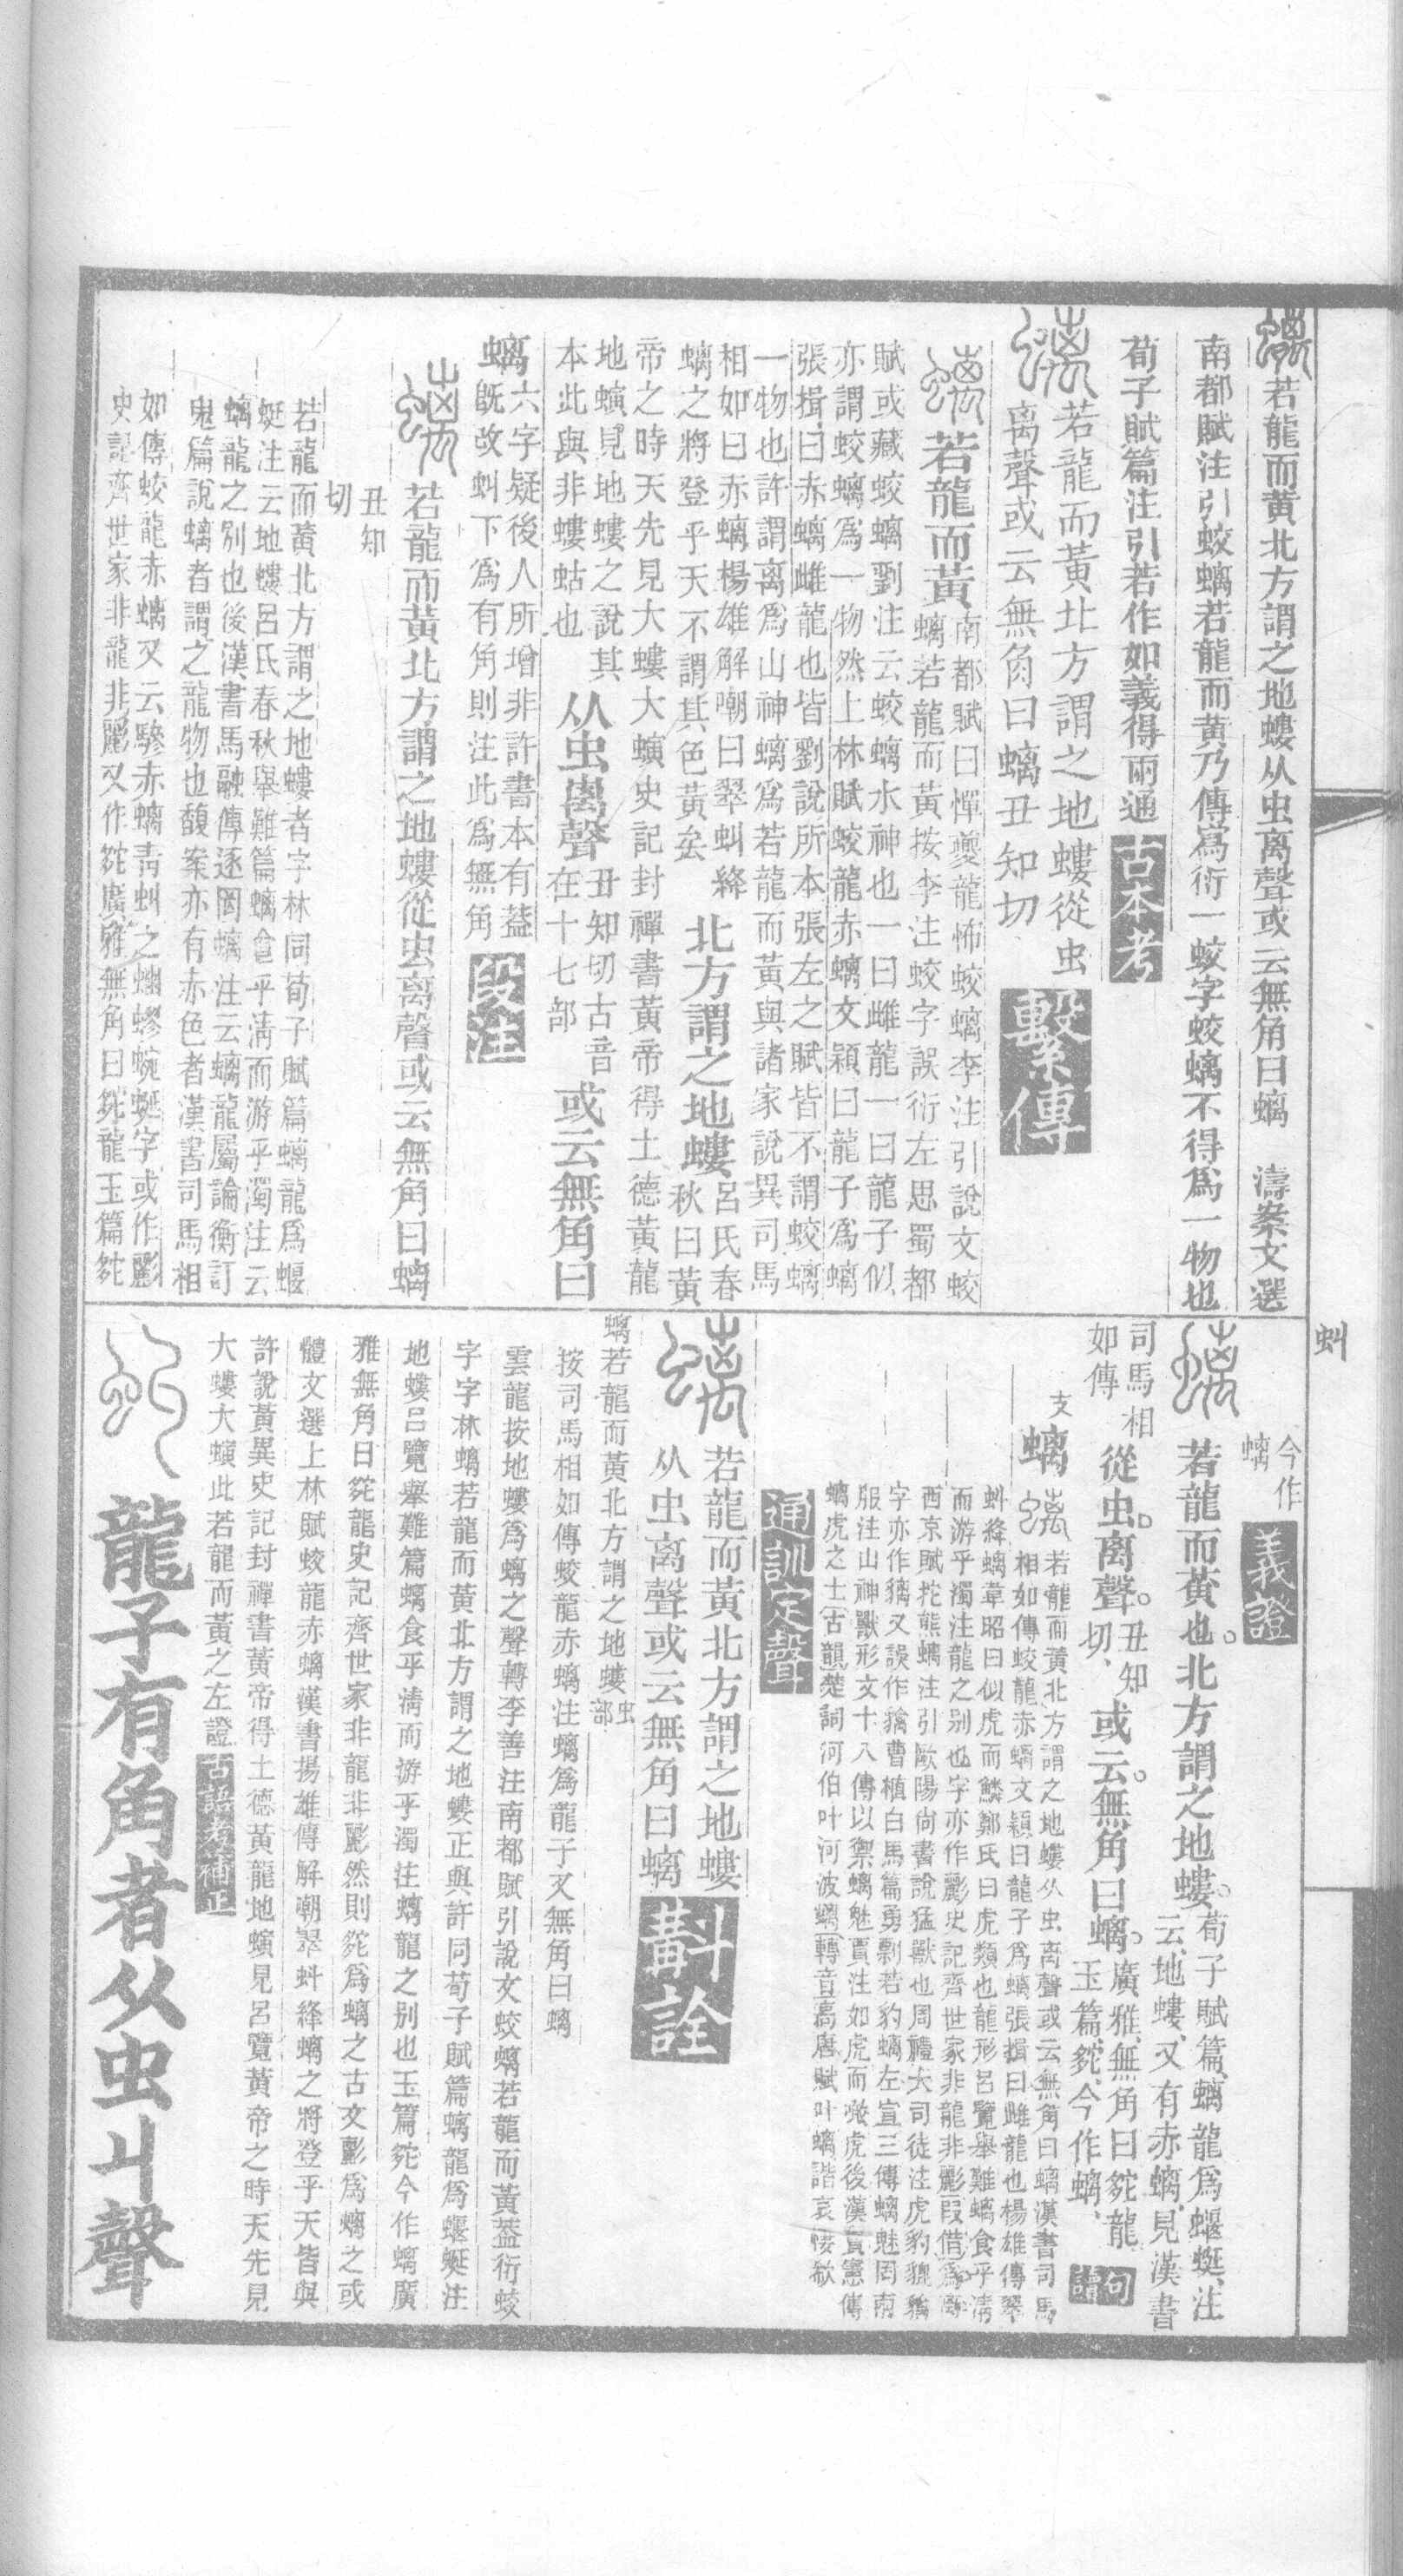 若龍而黃北方謂之地螻从虫离聲或云無角曰螭 濤案文選
南都賦注引蛟螭若龍而黃乃傳寫衍一蛟字蛟螭不得爲一物也
荀子賦篇注引若作如義得兩通 古本考
若龍而黃北方謂之地螻從虫
离聲或云無角曰螭丑知切
繫傳
若龍而黃
南都賦曰憚夔龍怖蛟螭李注引說文蛟
螭若龍而黃按李注蛟字誤衍左思蜀都
賦或藏蛟螭劉注云蛟螭水神也一曰雌龍一曰龍子似
亦謂蛟螭爲一物然上林賦蛟龍赤螭文穎曰龍子爲螭
張揖曰赤螭雌龍也皆劉說所本張左之賦皆不謂蛟螭
一物也許謂离爲山神螭爲若龍而黃與諸家說異司馬
相如曰赤螭楊雄解嘲曰翠虯絳
螭之將登乎天不謂其色黃矣
北方謂之地螻
呂氏春
秋曰黃
帝之時天先見大螻大螾史記封禪書黃帝得土德黃龍
地螾見地螻之說其
本此與非螻蛄也
从虫离聲
丑知切古音
在十七部
或云無角曰
螭
六字疑後人所增非許書本有葢
旣改虯下爲有角則注此爲無角
段注
若龍而黃北方謂之地螻從虫离聲或云無角曰螭
丑知
切
若龍而黃北方謂之地螻者字林同荀子賦篇螭龍爲蝘
蜓注云地螻呂氏春秋舉難篇螭食乎淸而游乎濁注云
螭龍之別也後漢書馬融傳逐罔螭注云螭龍屬論衡訂
鬼篇說螭者謂之龍物也馥案亦有赤色者漢書司馬相
如傳蛟龍赤螭又云驂赤螭靑虯之蚴蟉蜿蜒字或作彲
史記齊世家非龍非彲又作䗁廣雅無角曰䗁龍玉篇䗁
今作
螭
義證
若龍而黃也北方謂之地螻
荀子賦篇、螭龍爲蝘蜓、注
云、地螻、又有赤螭、見漢書
司馬相
如傳
從虫。离聲。
丑知
切、
或云。無角曰螭。
廣雅、無角曰䗁龍、
玉篇、䗁、今作螭、
句讀
支
螭
若龍而黃北方謂之地螻从虫离聲或云無角曰螭漢書司馬
相如傳蛟龍赤螭文穎曰龍子爲螭張揖曰雌龍也楊雄傳翠
虯絳螭韋昭曰似虎而鱗鄭氏曰虎類也龍形呂覽舉難螭食乎淸
而游乎濁注龍之別也字亦作彲史記齊世家非龍非彲叚借爲离
西京賦挖熊螭注引歐陽尚書說猛獸也周禮大司徒注虎豹貔
字亦作
又誤作
曹植白馬篇勇剽若豹螭左宣三傳螭魅罔兩
服注山神獸形文十八傳以禦螭魅賈注如虎而噉虎後漢賈憲傳
螭虎之士古韻楚詞河伯叶河波螭轉音高唐賦叶螭諧哀悽欷
通訓定聲
若龍而黃北方謂之地螻
从虫离聲或云無角曰螭
斠詮
螭若龍而黃北方謂之地螻
虫
部
按司馬相如傳蛟龍赤螭注螭爲龍子文無角曰螭
雲龍按地螻爲螭之聲轉李善注南都賦引說文蛟螭若龍而黃葢衍蛟
字字林螭若龍而黃北方謂之地螻正與許同荀子賦篇螭龍爲蝘蜓注
地螻呂覽舉難篇螭食乎淸而游乎濁注螭龍之別也玉篇䗁今作螭廣
雅無角曰䗁龍史記齊世家非龍非彲然則䗁爲螭之古文彲爲螭之或
體文選上林賦蛟龍赤螭漢書揚雄傳解嘲翠虯絳螭之將登乎天皆與
許說黃異史記封禪書黃帝得土德黃龍地螾見呂覽黃帝之時天先見
大螻大螾此若龍而黃之左證 古語考補正
龍子有角者从虫丩聲
虯